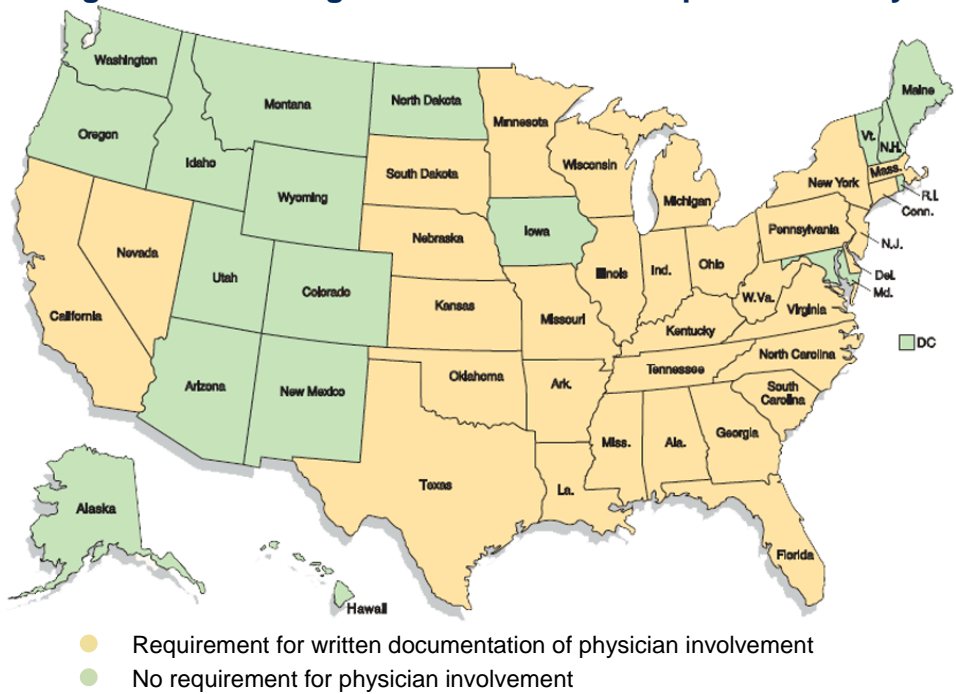 Washington
Oregon
Idaho
Montana
Wyoming
North Dakota
South Dakota
Nebraska
Minnesota
Wisconsin
Michigan
Iowa
Nevada
California
Utah
Colorado
Arizona
New Mexico
Kansas
Oklahoma
Texas
Missouri
Ark.
La.
Illinois
Ind.
Ohio
Kentucky
Tennessee
Miss.
Ala.
Georgia
Florida
South
Carolina
North Carolina
Virginia
W.Va.
Pennsylvania
New York
Vt.
N.H.
Maine
Mass.
R.I.
Conn.
N.J.
Del.
Md.
DC
Alaska
Hawaii
Requirement for written documentation of physician involvement
No requirement for physician involvement